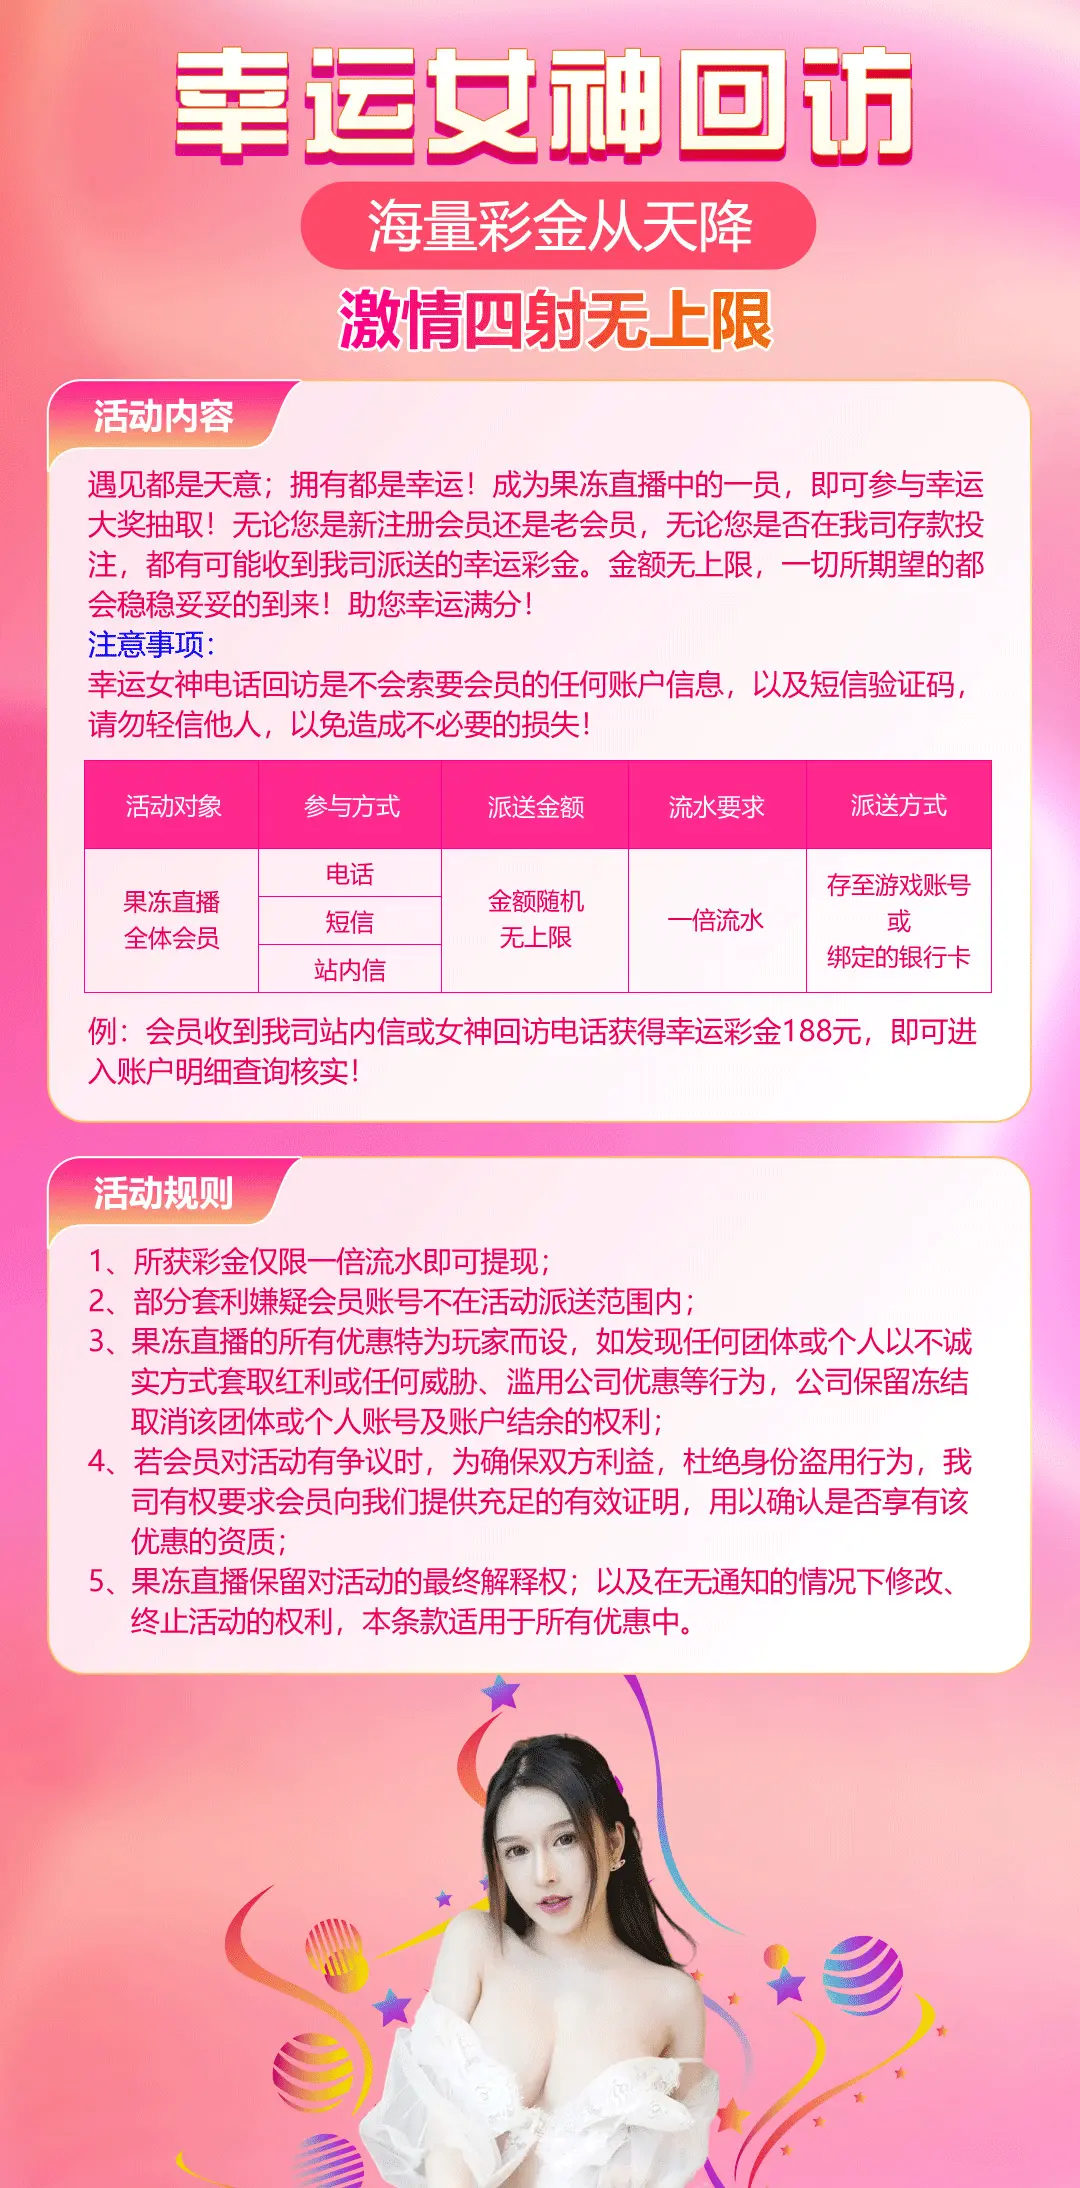 幸运女神回访
海量彩金从天降
激情四射无上限
活动内容
遇见都是天意；拥有都是幸运！成为果冻直播中的一员，即可参与幸运
大奖抽取！无论您是新注册会员还是老会员，无论您是否在我司存款投
注，都有可能收到我司派送的幸运彩金。金额无上限，一切所期望的都
会稳稳妥妥的到来！助您幸运满分！
注意事项：
幸运女神电话回访是不会索要会员的任何账户信息，以及短信验证码，
请勿轻信他人，以免造成不必要的损失！
活动对象 参与方式 派送金额 流水要求 派送方式
果冻直播
全体会员
电话
短信
站内信
金额随机
无上限
一倍流水
存至游戏账号
或
绑定的银行卡
例：会员收到我司站内信或女神回访电话获得幸运彩金188元，即可进
入账户明细查询核实！
活动规则
1、所获彩金仅限一倍流水即可提现；
2、部分套利嫌疑会员账号不在活动派送范围内；
3、果冻直播的所有优惠特为玩家而设，如发现任何团体或个人以不诚
实方式套取红利或任何威胁、滥用公司优惠等行为，公司保留冻结
取消该团体或个人账号及账户结余的权利；
4、若会员对活动有争议时，为确保双方利益，杜绝身份盗用行为，我
司有权要求会员向我们提供充足的有效证明，用以确认是否享有该
优惠的资质；
5、果冻直播保留对活动的最终解释权；以及在无通知的情况下修改、
终止活动的权利，本条款适用于所有优惠中。